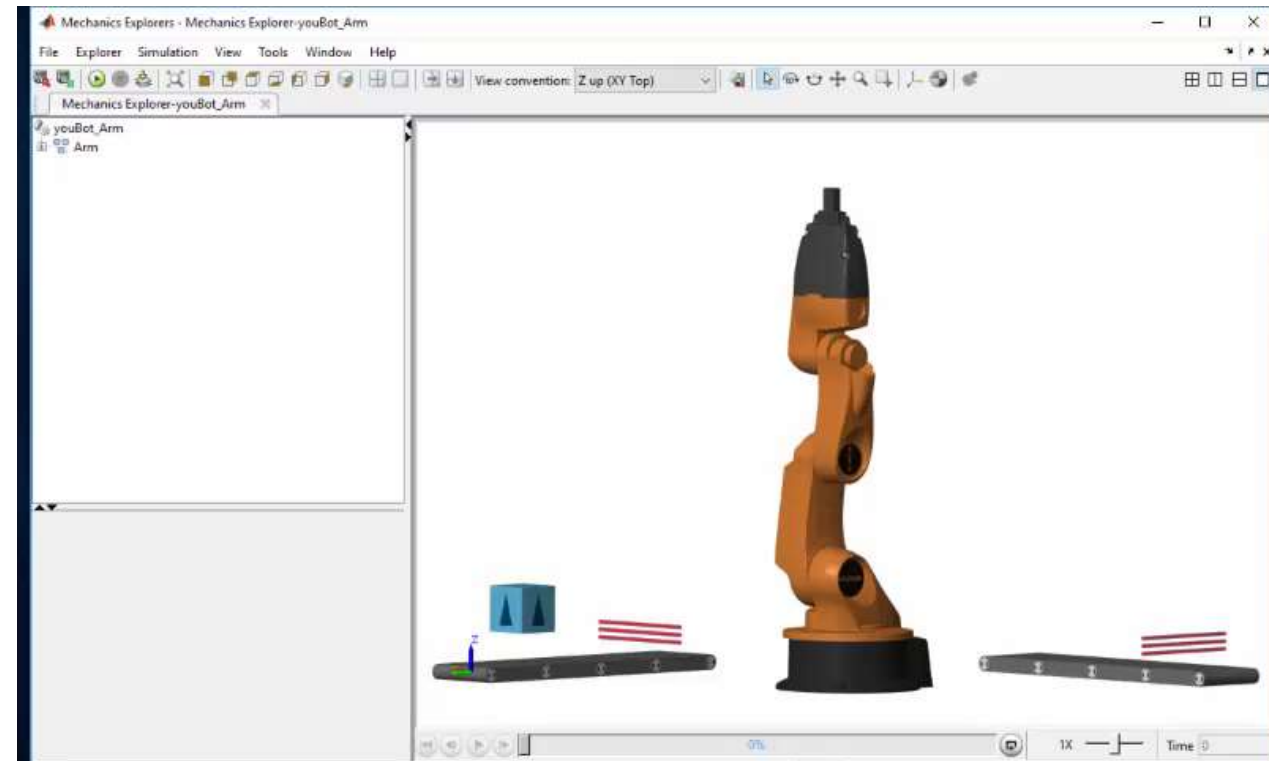 Mechanics Explorers - Mechanics Explorer-youBot_Arm
File Explorer Simulation View Tools Window Help
View convention: Z up (XY Top)
Mechanics Explorer-youBot_Arm
youBot_Arm
Arm
Z
0%
1X
Time 0